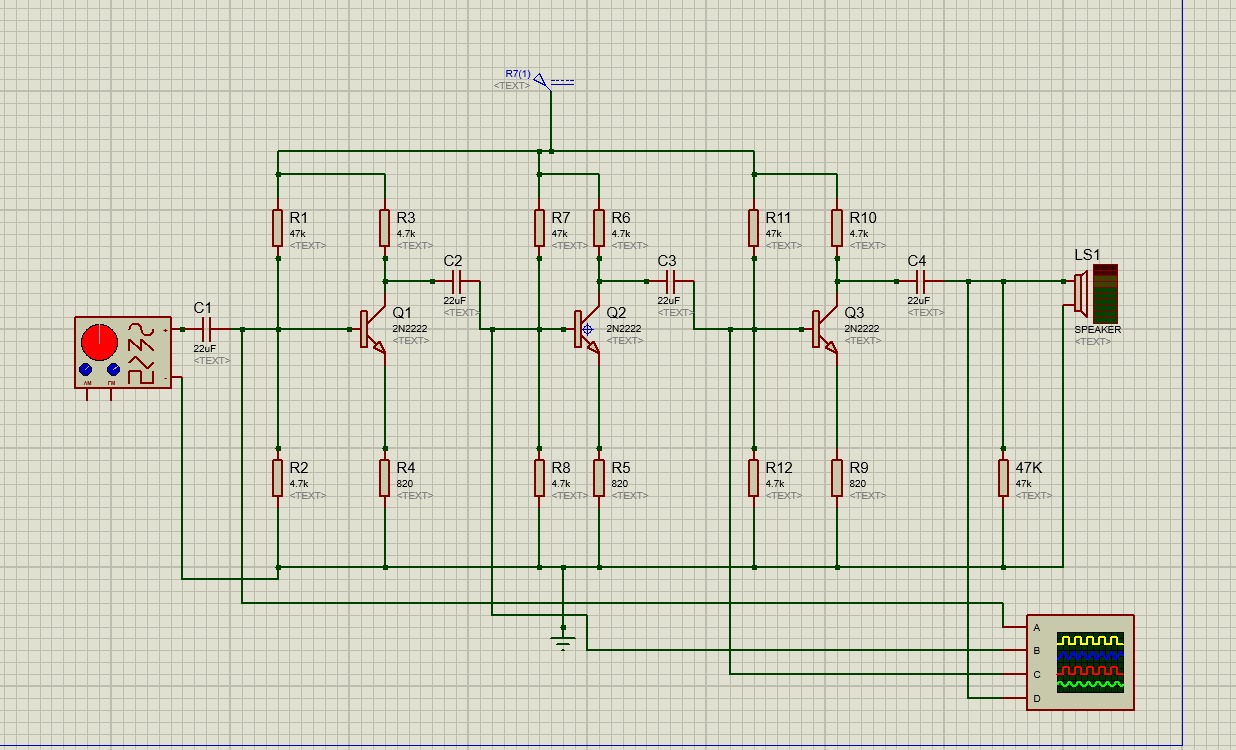 R7(1)
<TEXT>
R1
47k
<TEXT>
R3
4.7k
<TEXT>
R7
47k
<TEXT>
R6
4.7k
<TEXT>
R11
47k
<TEXT>
R10
4.7k
<TEXT>
C1
22uF
<TEXT>
C2
22uF
<TEXT>
C3
22uF
<TEXT>
C4
22uF
<TEXT>
LS1
SPEAKER
<TEXT>
Q1
2N2222
<TEXT>
Q2
2N2222
<TEXT>
Q3
2N2222
<TEXT>
+
-
AM
FM
R2
4.7k
<TEXT>
R4
820
<TEXT>
R8
4.7k
<TEXT>
R5
820
<TEXT>
R12
4.7k
<TEXT>
R9
820
<TEXT>
47K
47k
<TEXT>
A
B
C
D